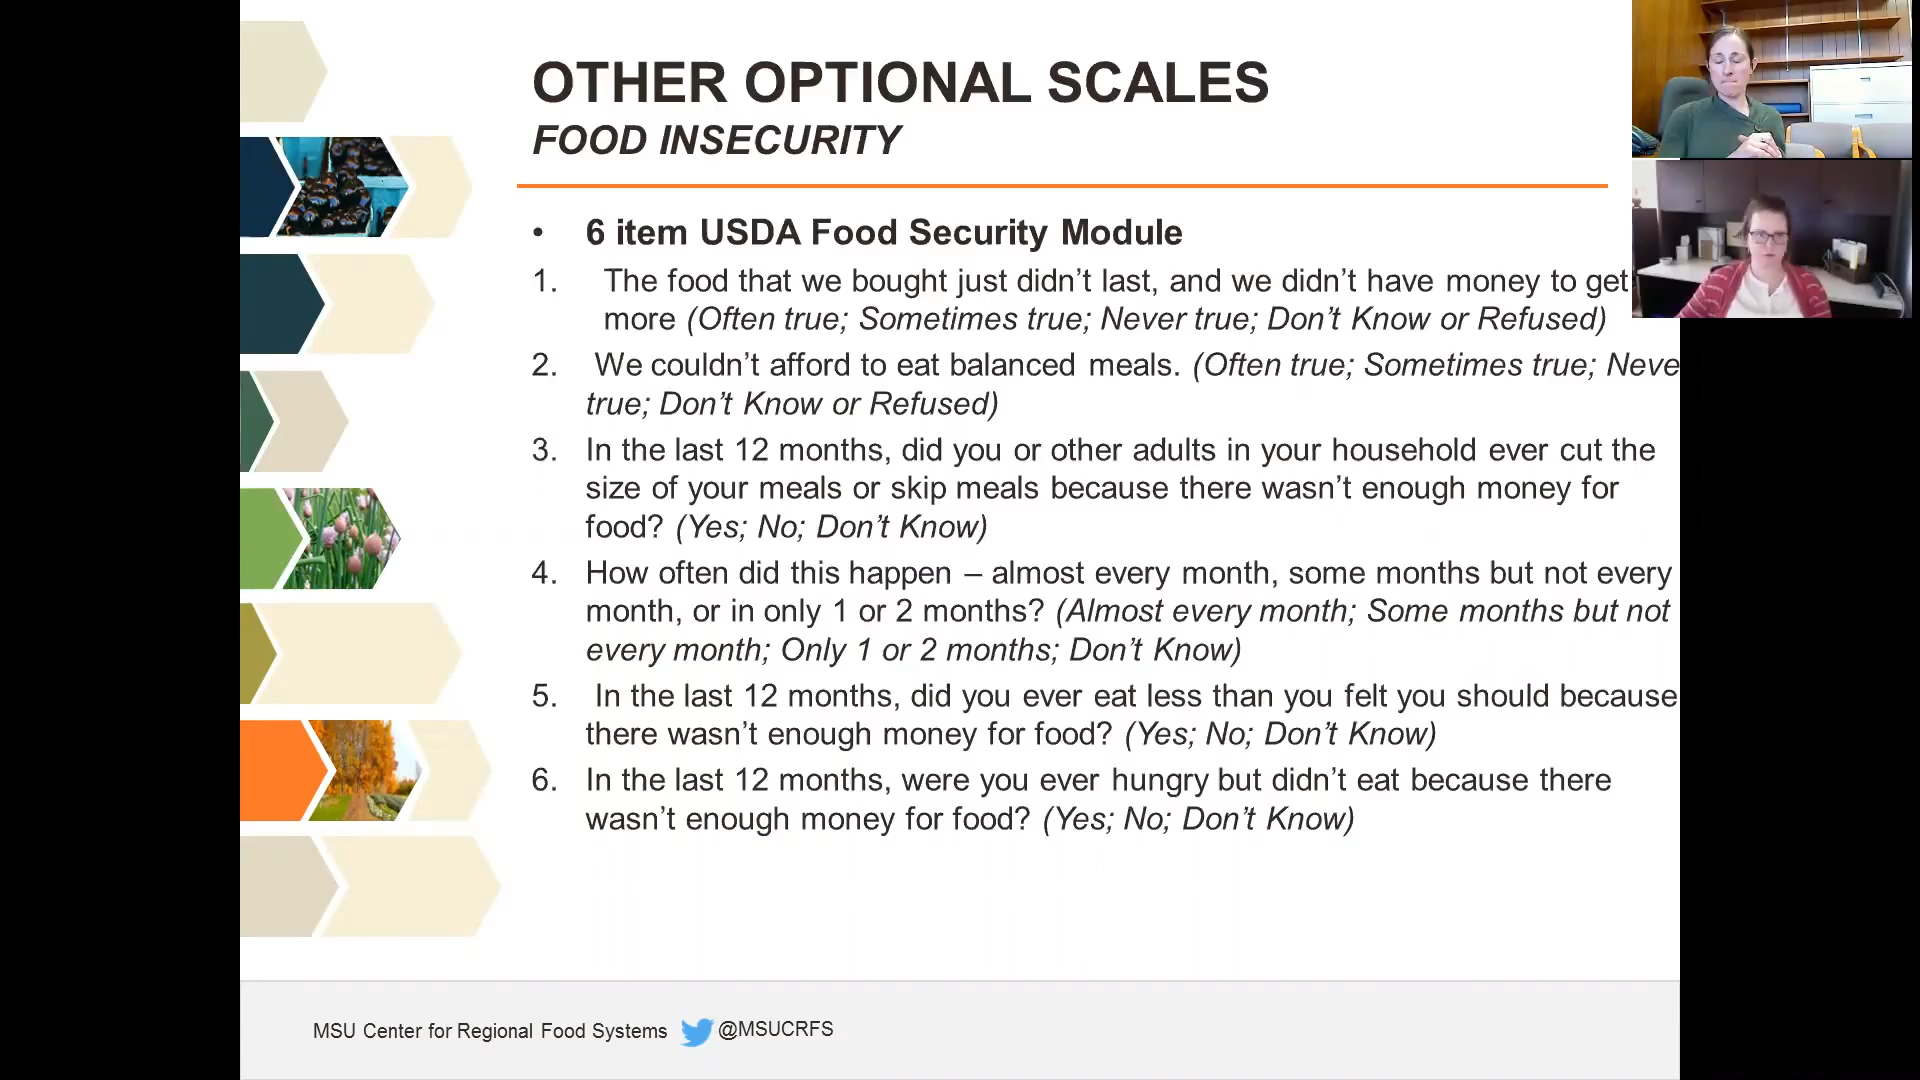 OTHER OPTIONAL SCALES
FOOD INSECURITY
• 6 item USDA Food Security Module
1. The food that we bought just didn’t last, and we didn’t have money to get
more (Often true; Sometimes true; Never true; Don’t Know or Refused)
2. We couldn’t afford to eat balanced meals. (Often true; Sometimes true; Neve
true; Don’t Know or Refused)
3. In the last 12 months, did you or other adults in your household ever cut the
size of your meals or skip meals because there wasn’t enough money for
food? (Yes; No; Don’t Know)
4. How often did this happen – almost every month, some months but not every
month, or in only 1 or 2 months? (Almost every month; Some months but not
every month; Only 1 or 2 months; Don’t Know)
5. In the last 12 months, did you ever eat less than you felt you should because
there wasn’t enough money for food? (Yes; No; Don’t Know)
6. In the last 12 months, were you ever hungry but didn’t eat because there
wasn’t enough money for food? (Yes; No; Don’t Know)
MSU Center for Regional Food Systems @MSUCRFS